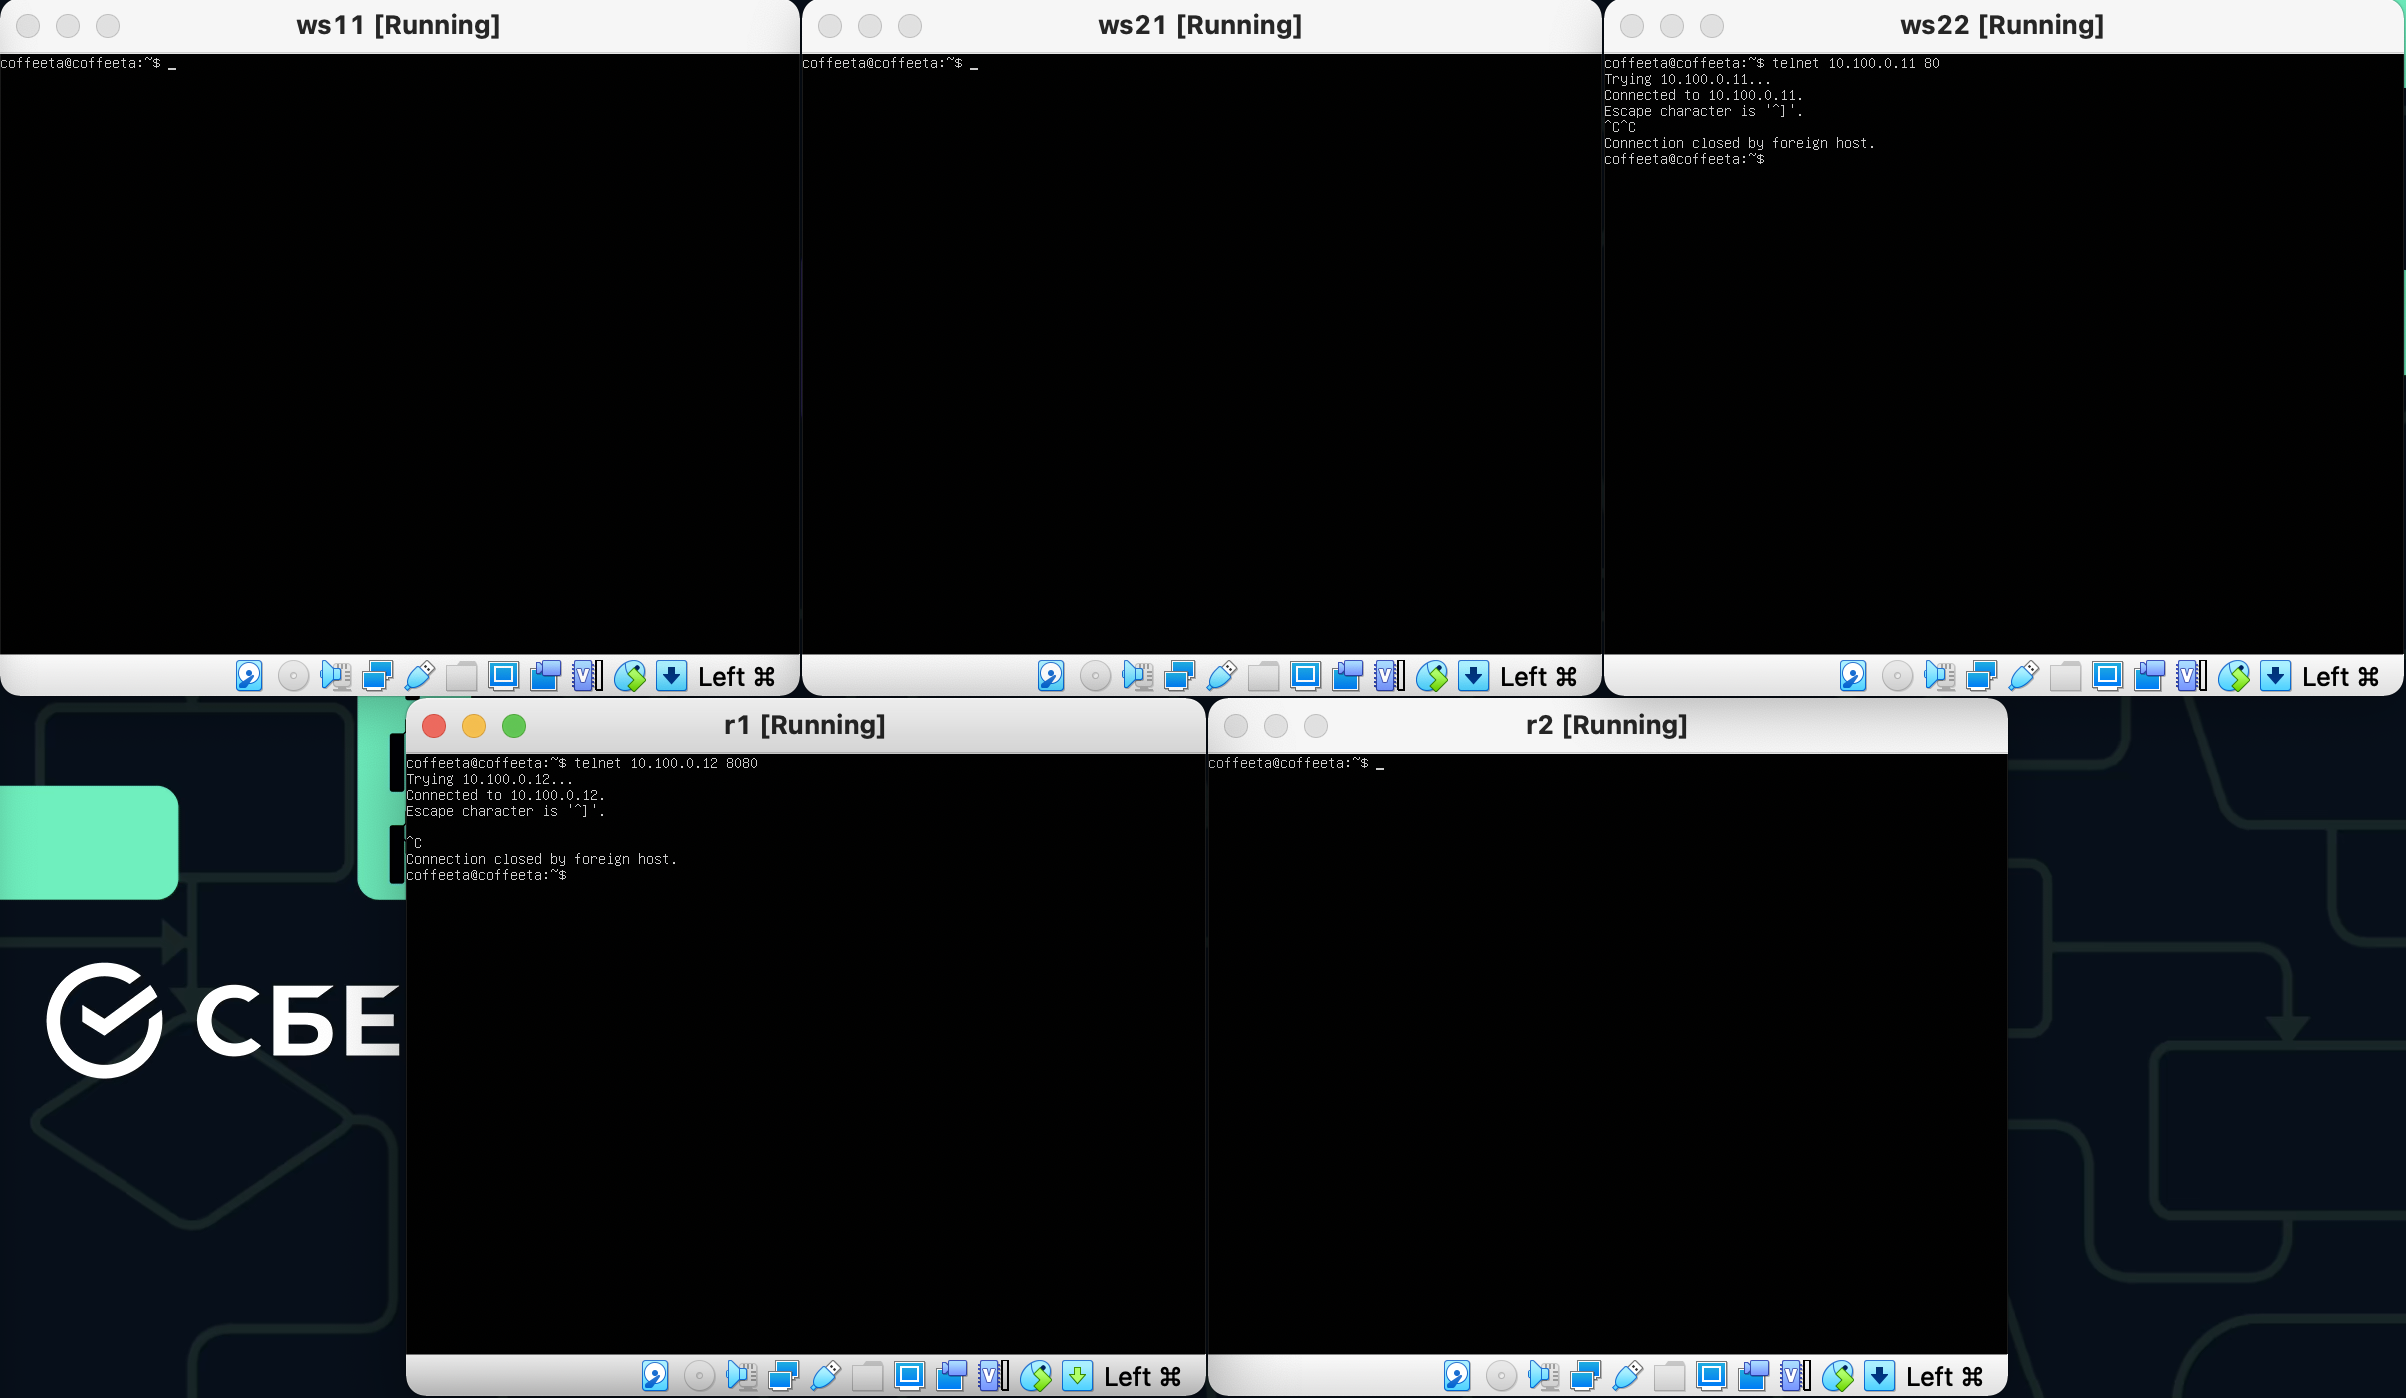 ws11 [Running]
coffeeta@coffeeta:~$ _
Left ⌘
ws21 [Running]
coffeeta@coffeeta:~$ _
Left ⌘
ws22 [Running]
coffeeta@coffeeta:~$ telnet 10.100.0.11 80
Trying 10.100.0.11...
Connected to 10.100.0.11.
Escape character is '^]'.
^C^C
Connection closed by foreign host.
coffeeta@coffeeta:~$
Left ⌘
r1 [Running]
coffeeta@coffeeta:~$ telnet 10.100.0.12 8080
Trying 10.100.0.12...
Connected to 10.100.0.12.
Escape character is '^]'.
^C
Connection closed by foreign host.
coffeeta@coffeeta:~$
Left ⌘
r2 [Running]
coffeeta@coffeeta:~$ _
Left ⌘
СБЕ